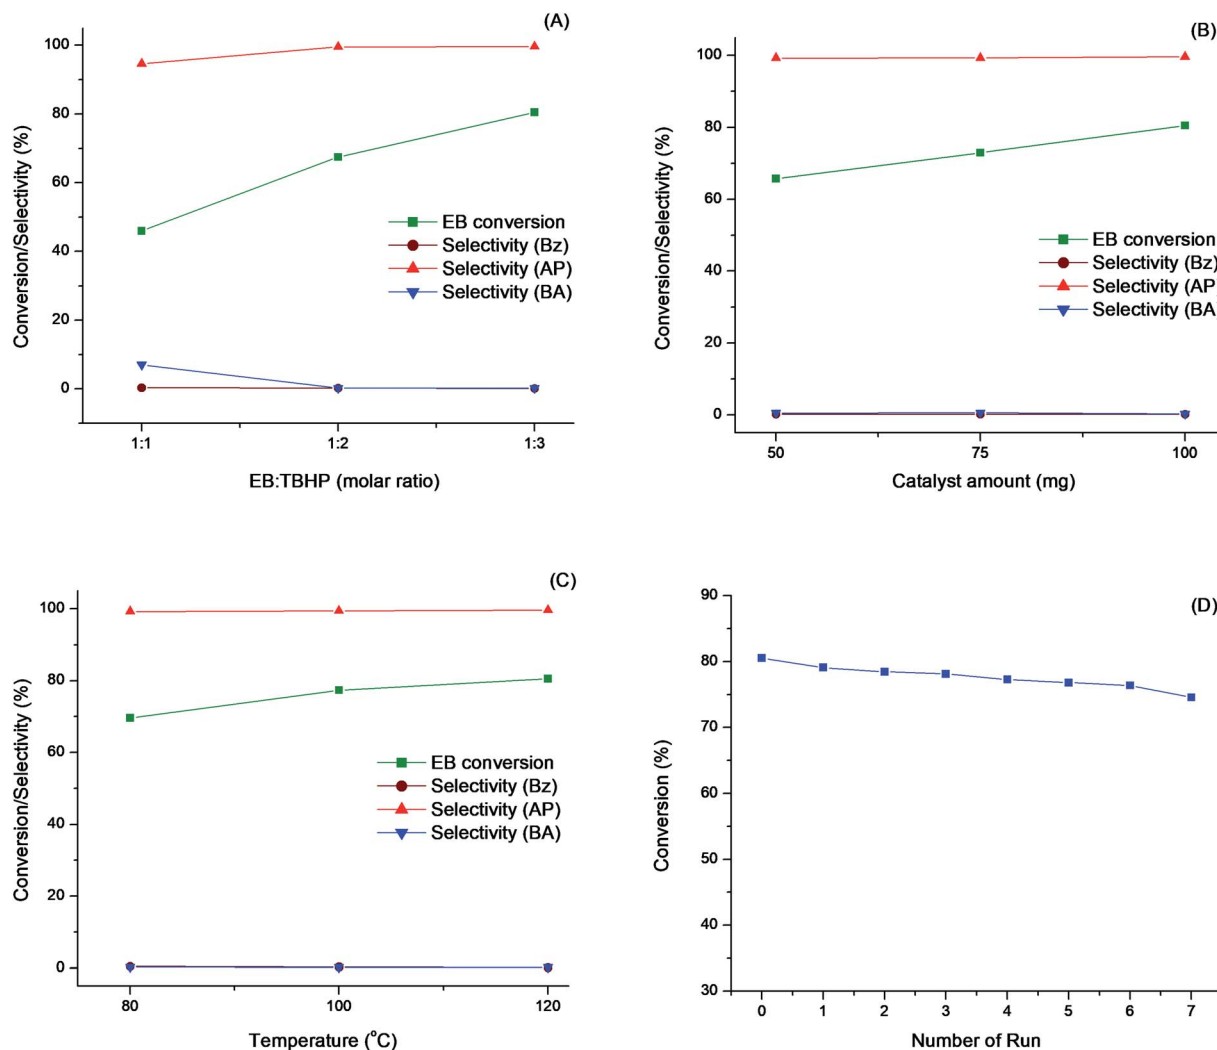 (A)
Conversion/Selectivity (%)
100
80
60
40
20
0
EB conversion
Selectivity (Bz)
Selectivity (AP)
Selectivity (BA)
1:1
1:2
1:3
EB:TBHP (molar ratio)
(B)
Conversion/Selectivity (%)
100
80
60
40
20
0
EB conversion
Selectivity (Bz)
Selectivity (AP
Selectivity (BA
50
75
100
Catalyst amount (mg)
(C)
Conversion/Selectivity (%)
100
80
60
40
20
0
EB conversion
Selectivity (Bz)
Selectivity (AP)
Selectivity (BA)
80
100
120
Temperature (°C)
(D)
Conversion (%)
90
80
70
60
50
40
30
0
1
2
3
4
5
6
7
Number of Run